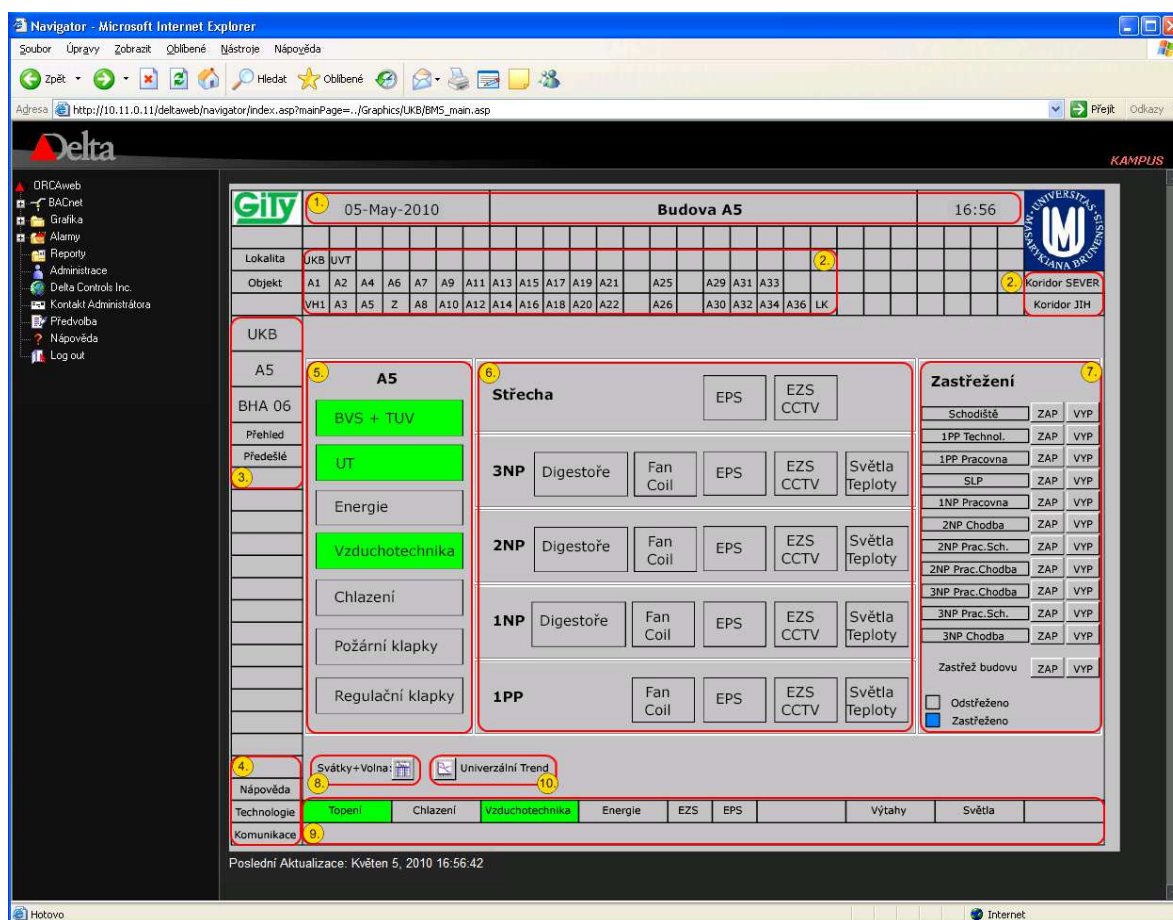 Navigator - Microsoft Internet Explorer
Soubor Úpravy Zobrazit Oblíbené Nástroje Nápověda
Zpět Hledat Oblíbené
Adresa http://10.11.0.11/deltaweb/navigator/index.asp?mainPage=../Graphics/UKB/BMS_main.asp Přejít Odkazy
Delta
KAMPUS
ORCAweb
BACnet
Grafika
Alarmy
Reporty
Administrace
Delta Controls Inc.
Kontakt Administrátora
Předvolba
Nápověda
Log out
GiTy 1. 05-May-2010 Budova A5 16:56
UNIVERSITAS MASARYKIANA BRUNENSIS
Lokalita UKB UVT 2.
Objekt A1 A2 A4 A6 A7 A9 A11 A13 A15 A17 A19 A21 A25 A29 A31 A33 2. Koridor SEVER
VH1 A3 A5 Z A8 A10 A12 A14 A16 A18 A20 A22 A26 A30 A32 A34 A36 LK Koridor JIH
UKB
A5
BHA 06
Přehled
Předešlé
3.
5. A5
BVS + TUV
UT
Energie
Vzduchotechnika
Chlazení
Požární klapky
Regulační klapky
6.
Střecha EPS EZS CCTV
3NP Digestoře Fan Coil EPS EZS CCTV Světla Teploty
2NP Digestoře Fan Coil EPS EZS CCTV Světla Teploty
1NP Digestoře Fan Coil EPS EZS CCTV Světla Teploty
1PP Fan Coil EPS EZS CCTV Světla Teploty
7.
Zastřežení
Schodiště ZAP VYP
1PP Technol. ZAP VYP
1PP Pracovna ZAP VYP
SLP ZAP VYP
1NP Pracovna ZAP VYP
2NP Chodba ZAP VYP
2NP Prac.Sch. ZAP VYP
2NP Prac.Chodba ZAP VYP
3NP Prac.Chodba ZAP VYP
3NP Prac.Sch. ZAP VYP
3NP Chodba ZAP VYP
Zastřež budovu ZAP VYP
Odstřeženo
Zastřeženo
4.
Svátky+Volna: Univerzální Trend
8. 10.
Nápověda
Technologie Topení Chlazení Vzduchotechnika Energie EZS EPS Výtahy Světla
Komunikace 9.
Poslední Aktualizace: Květen 5, 2010 16:56:42
Hotovo Internet